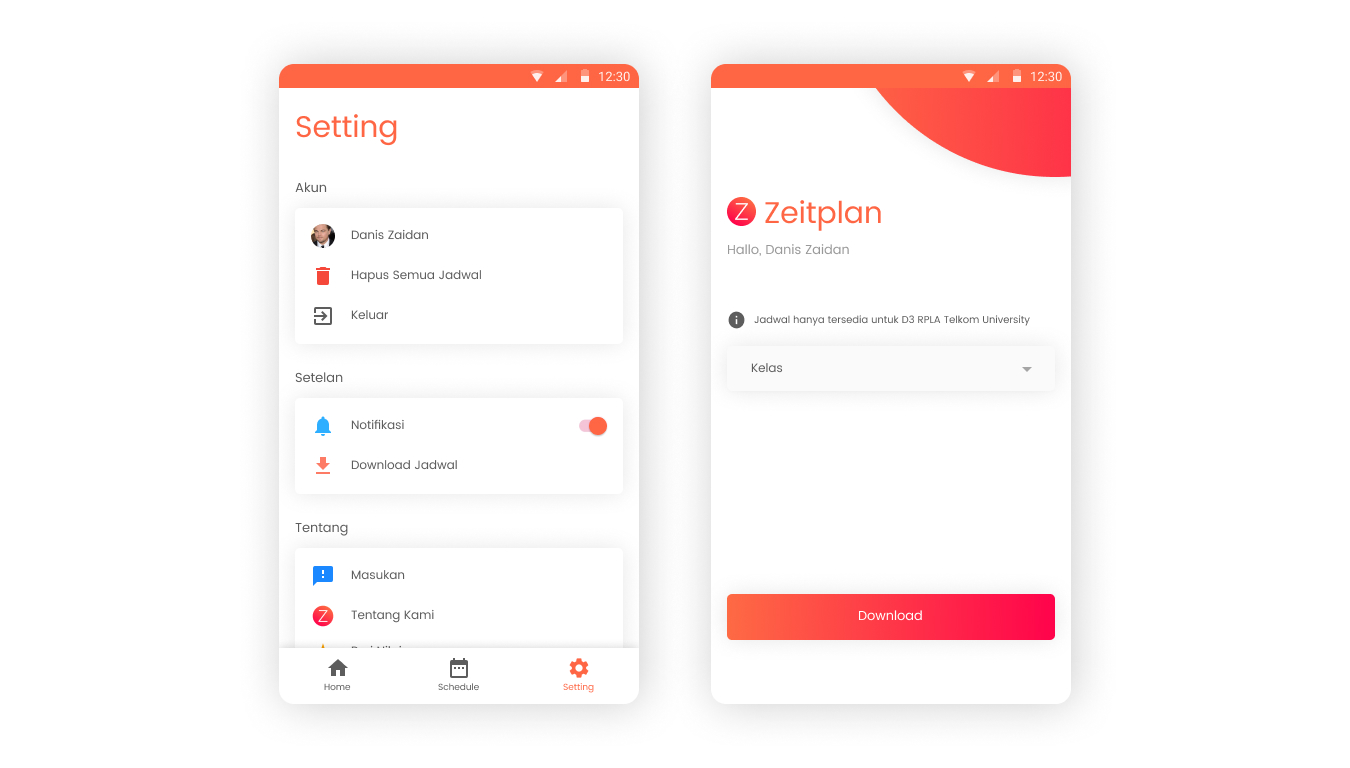 12:30
Setting
Akun
Danis Zaidan
Hapus Semua Jadwal
Keluar
Setelan
Notifikasi
Download Jadwal
Tentang
Masukan
Z
Tentang Kami
Home
Schedule
Setting
12:30
Z Zeitplan
Hallo, Danis Zaidan
Jadwal hanya tersedia untuk D3 RPLA Telkom University
Kelas
Download